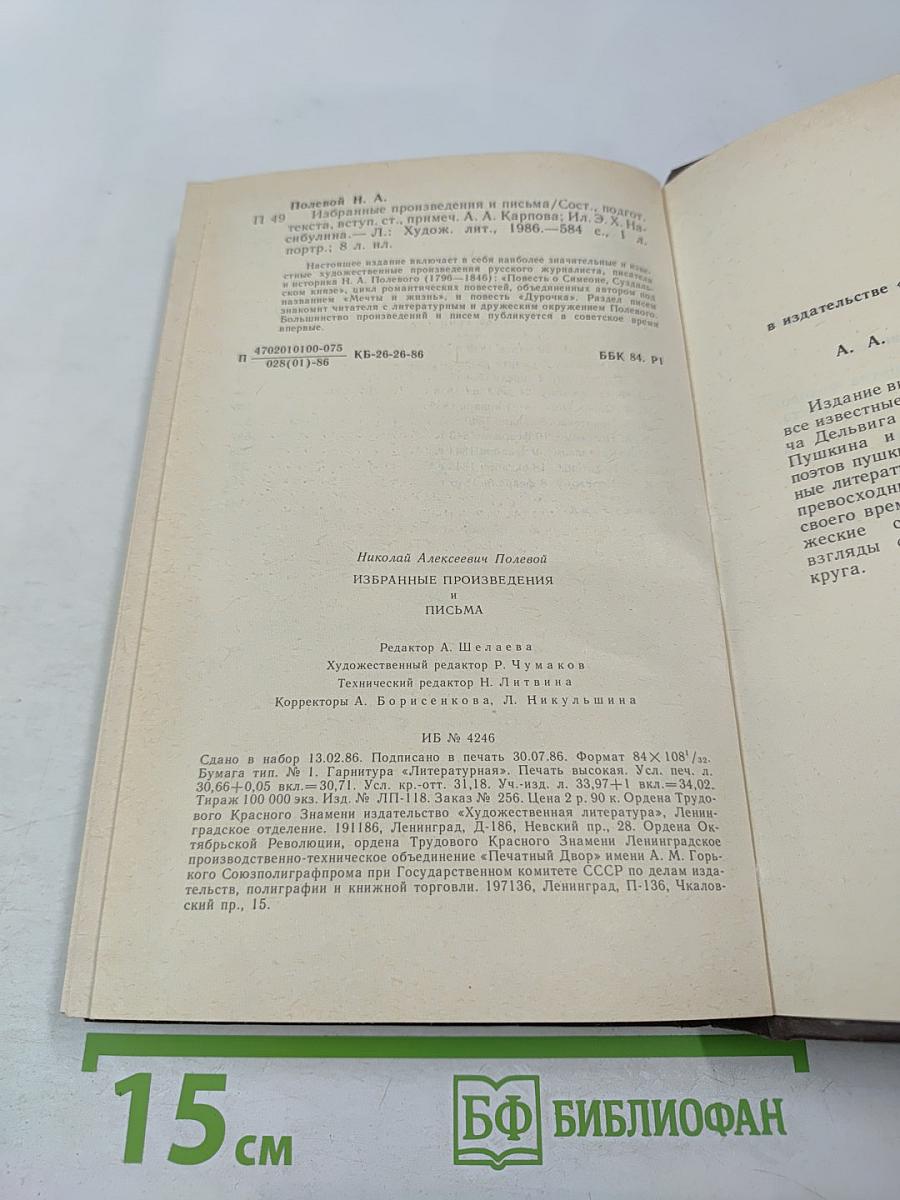 Полевой Н. А.
П 49 Избранные произведения и письма/Сост., подгот.
текста, вступ. ст., примеч. А. А. Карпова; Ил. Э. Х. На-
сибулина.— Л.: Худож. лит., 1986.—584 с., 1 л.
портр.; 8 л. ил.
Настоящее издание включает в себя наиболее значительные и изве-
стные художественные произведения русского журналиста, писателя
и историка Н. А. Полевого (1796—1846): «Повесть о Симеоне, Суздаль-
ском князе», цикл романтических повестей, объединенных автором под
названием «Мечты и жизнь», и повесть «Дурочка». Раздел писем
знакомит читателя с литературным и дружеским окружением Полевого.
Большинство произведений и писем публикуется в советское время
впервые.
П 4702010100-075 КБ-26-26-86 ББК 84. Р1
028(01)-86
Николай Алексеевич Полевой
ИЗБРАННЫЕ ПРОИЗВЕДЕНИЯ
и
ПИСЬМА
Редактор А. Шелаева
Художественный редактор Р. Чумаков
Технический редактор Н. Литвина
Корректоры А. Борисенкова, Л. Никульшина
ИБ № 4246
Сдано в набор 13.02.86. Подписано в печать 30.07.86. Формат 84×108¹/₃₂.
Бумага тип. № 1. Гарнитура «Литературная». Печать высокая. Усл. печ. л.
30,66+0,05 вкл.=30,71. Усл. кр.-отт. 31,18. Уч.-изд. л. 33,97+1 вкл.=34,02.
Тираж 100 000 экз. Изд. № ЛП-118. Заказ № 256. Цена 2 р. 90 к. Ордена Трудо-
вого Красного Знамени издательство «Художественная литература», Ленин-
градское отделение. 191186, Ленинград, Д-186, Невский пр., 28. Ордена Ок-
тябрьской Революции, ордена Трудового Красного Знамени Ленинградское
производственно-техническое объединение «Печатный Двор» имени А. М. Горь-
кого Союзполиграфпрома при Государственном комитете СССР по делам изда-
тельств, полиграфии и книжной торговли. 197136, Ленинград, П-136, Чкалов-
ский пр., 15.
в издательстве «
А. А.
Издание в
все известные
ча Дельвига
Пушкина и
поэтов пушк
ные литерат
превосходн
своего врем
жеские с
взгляды
круга.
15 см
БФ БИБЛИОФАН